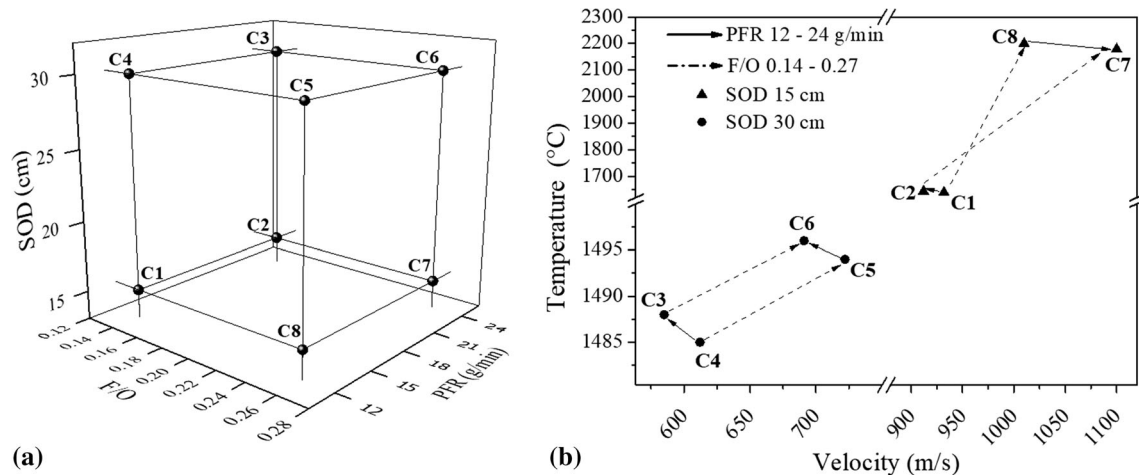 C3
C4
C6
C5
C2
C1
C7
C8
30
25
20
15
SOD (cm)
0.12
0.14
0.16
0.18
0.20
0.22
0.24
0.26
0.28
F/O
12
15
18
21
24
PFR (g/min)
(a)
2300
2200
2100
2000
1900
1800
1700
1495
1490
1485
Temperature (°C)
PFR 12 - 24 g/min
F/O 0.14 - 0.27
SOD 15 cm
SOD 30 cm
C8
C7
C2
C1
C6
C5
C3
C4
600
650
700
900
950
1000
1050
1100
Velocity (m/s)
(b)